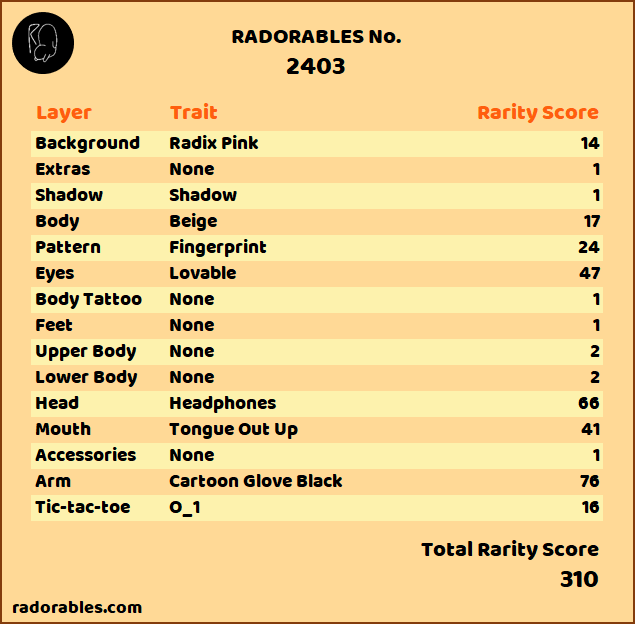 RADORABLES No.
2403
Layer Trait Rarity Score
Background Radix Pink 14
Extras None 1
Shadow Shadow 1
Body Beige 17
Pattern Fingerprint 24
Eyes Lovable 47
Body Tattoo None 1
Feet None 1
Upper Body None 2
Lower Body None 2
Head Headphones 66
Mouth Tongue Out Up 41
Accessories None 1
Arm Cartoon Glove Black 76
Tic-tac-toe O_1 16
Total Rarity Score
310
radorables.com